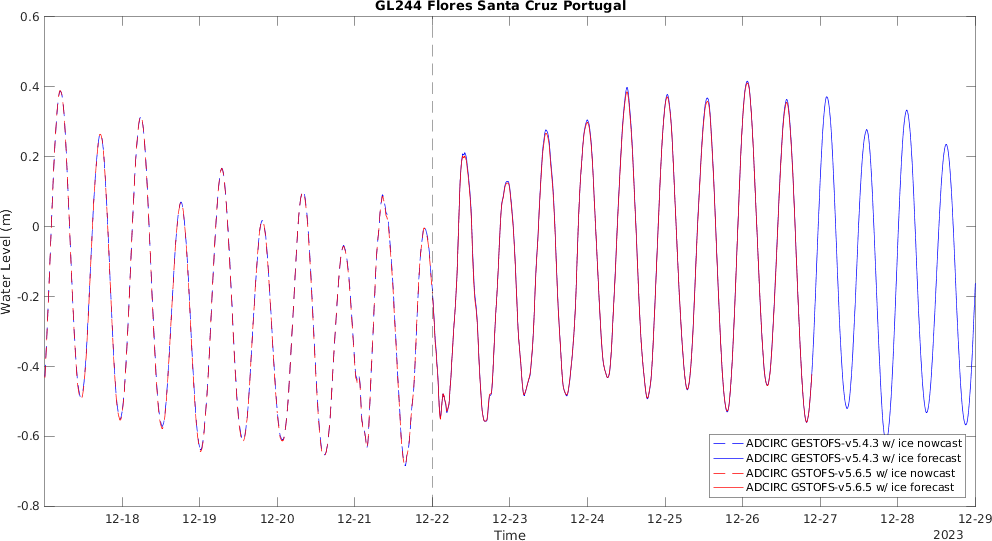 GL244 Flores Santa Cruz Portugal
0.6
0.4
0.2
0
-0.2
-0.4
-0.6
-0.8
Water Level (m)
ADCIRC GESTOFS-v5.4.3 w/ ice nowcast
ADCIRC GESTOFS-v5.4.3 w/ ice forecast
ADCIRC GSTOFS-v5.6.5 w/ ice nowcast
ADCIRC GSTOFS-v5.6.5 w/ ice forecast
12-18 12-19 12-20 12-21 12-22 12-23 12-24 12-25 12-26 12-27 12-28 12-29
Time
2023